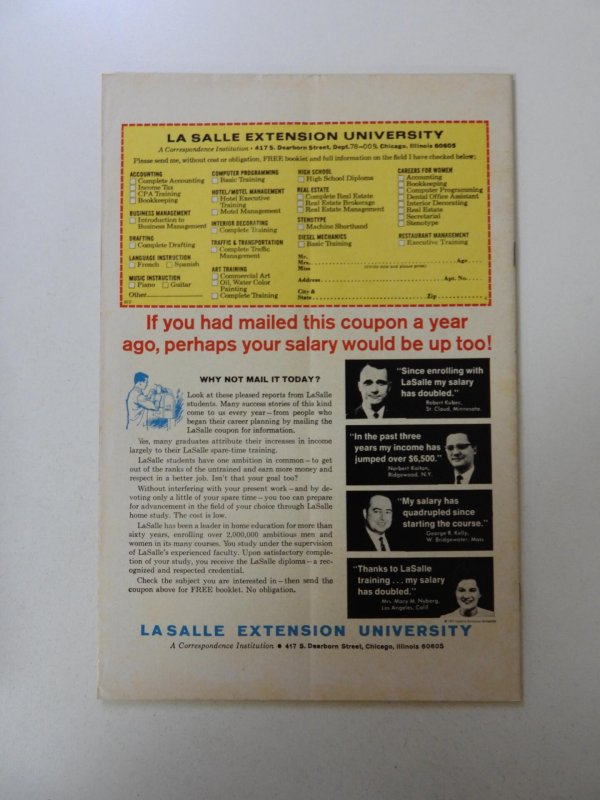 LA SALLE EXTENSION UNIVERSITY
A Correspondence Institution • 417 S. Dearborn Street, Dept. 78-009, Chicago, Illinois 60605
Please send me, without cost or obligation, FREE booklet and full information on the field I have checked below:
ACCOUNTING
Complete Accounting
Income Tax
CPA Training
Bookkeeping
BUSINESS MANAGEMENT
Introduction to
Business Management
DRAFTING
Complete Drafting
LANGUAGE INSTRUCTION
French Spanish
MUSIC INSTRUCTION
Piano Guitar
Other
COMPUTER PROGRAMMING
Basic Training
HOTEL/MOTEL MANAGEMENT
Hotel Executive
Training
Motel Management
INTERIOR DECORATING
Complete Training
TRAFFIC & TRANSPORTATION
Complete Traffic
Management
ART TRAINING
Commercial Art
Oil, Water Color
Painting
Complete Training
HIGH SCHOOL
High School Diploma
REAL ESTATE
Complete Real Estate
Real Estate Brokerage
Real Estate Management
STENOTYPE
Machine Shorthand
DIESEL MECHANICS
Basic Training
CAREERS FOR WOMEN
Accounting
Bookkeeping
Computer Programming
Dental Office Assistant
Interior Decorating
Real Estate
Secretarial
Stenotype
RESTAURANT MANAGEMENT
Executive Training
Mr.
Mrs. Age
Miss (PLEASE PRINT)
Address Apt. No.
City &
State Zip
If you had mailed this coupon a year
ago, perhaps your salary would be up too!
WHY NOT MAIL IT TODAY?
Look at these pleased reports from LaSalle
students. Many success stories of this kind
come to us every year—from people who
began their career planning by mailing the
LaSalle coupon for information.
Yes, many graduates attribute their increases in income
largely to their LaSalle spare-time training.
LaSalle students have one ambition in common—to get
out of the ranks of the untrained and earn more money and
respect in a better job. Isn't that your goal too?
Without interfering with your present work—and by de-
voting only a little of your spare time—you too can prepare
for advancement in the field of your choice through LaSalle
home study. The cost is low.
LaSalle has been a leader in home education for more than
sixty years, enrolling over 2,000,000 ambitious men and
women in its many courses. You study under the supervision
of LaSalle's experienced faculty. Upon satisfactory comple-
tion of your study, you receive the LaSalle diploma—a rec-
ognized and respected credential.
Check the subject you are interested in—then send the
coupon above for FREE booklet. No obligation.
"Since enrolling with
LaSalle my salary
has doubled."
Robert Kubec,
St. Cloud, Minnesota.
"In the past three
years my income has
jumped over $6,500."
Norbert Kaiton,
Ridgewood, N.Y.
"My salary has
quadrupled since
starting the course."
George R. Kelly,
W. Bridgewater, Mass.
"Thanks to LaSalle
training . . . my salary
has doubled."
Mrs. Mary M. Nyberg,
Los Angeles, Calif.
LA SALLE EXTENSION UNIVERSITY
A Correspondence Institution • 417 S. Dearborn Street, Chicago, Illinois 60605